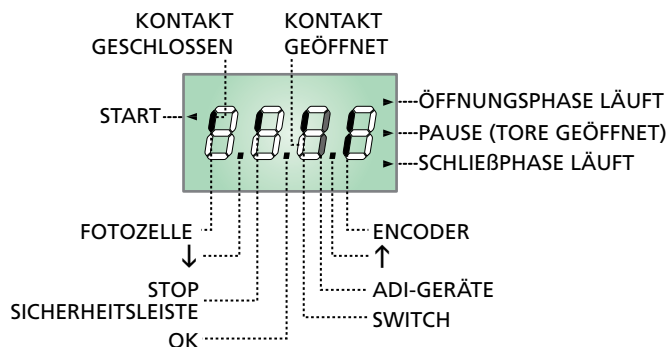 KONTAKT
GESCHLOSSEN
KONTAKT
GEÖFFNET
START
ÖFFNUNGSPHASE LÄUFT
PAUSE (TORE GEÖFFNET)
SCHLIEßPHASE LÄUFT
FOTOZELLE
↓
STOP
SICHERHEITSLEISTE
OK
ENCODER
↑
ADI-GERÄTE
SWITCH